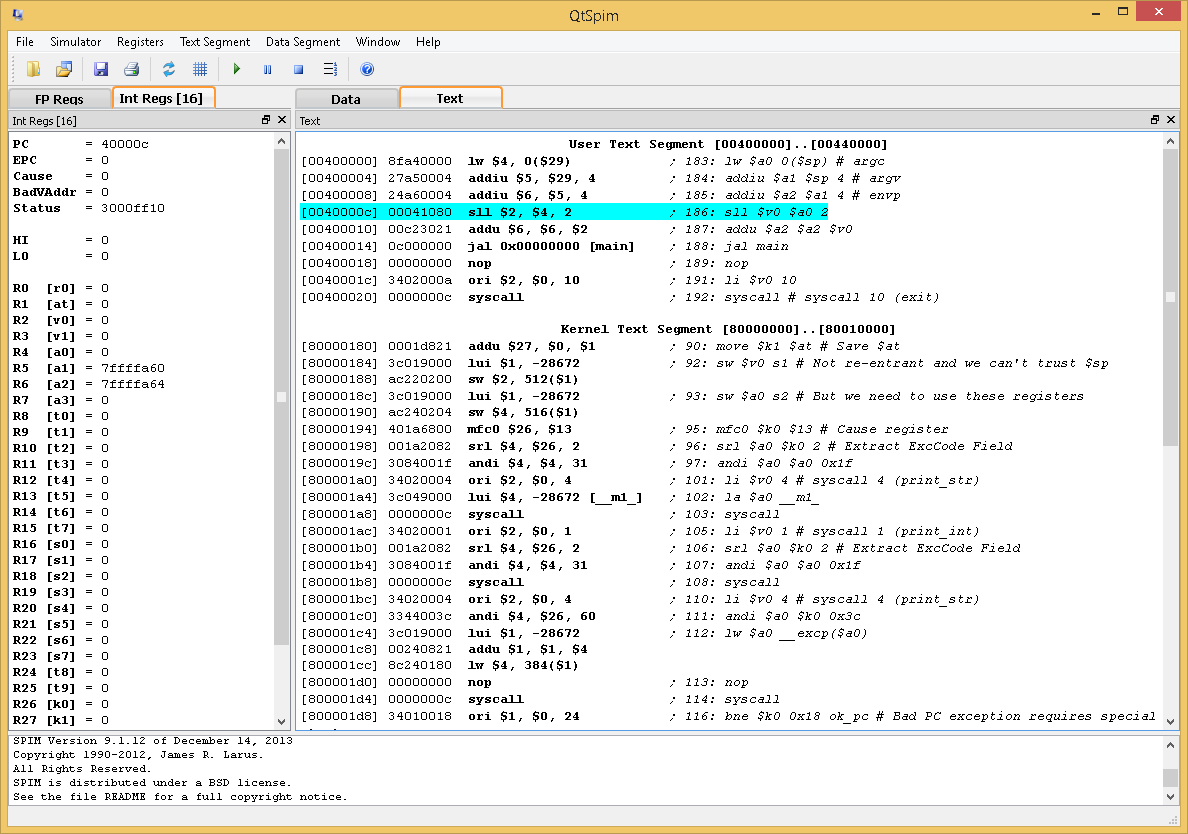 QtSpim
File Simulator Registers Text Segment Data Segment Window Help
FP Regs Int Regs [16] Data Text
Int Regs [16]
PC = 40000c
EPC = 0
Cause = 0
BadVAddr = 0
Status = 3000ff10
HI = 0
LO = 0
R0 [r0] = 0
R1 [at] = 0
R2 [v0] = 0
R3 [v1] = 0
R4 [a0] = 0
R5 [a1] = 7ffffa60
R6 [a2] = 7ffffa64
R7 [a3] = 0
R8 [t0] = 0
R9 [t1] = 0
R10 [t2] = 0
R11 [t3] = 0
R12 [t4] = 0
R13 [t5] = 0
R14 [t6] = 0
R15 [t7] = 0
R16 [s0] = 0
R17 [s1] = 0
R18 [s2] = 0
R19 [s3] = 0
R20 [s4] = 0
R21 [s5] = 0
R22 [s6] = 0
R23 [s7] = 0
R24 [t8] = 0
R25 [t9] = 0
R26 [k0] = 0
R27 [k1] = 0
Text
User Text Segment [00400000]..[00440000]
[00400000] 8fa40000 lw $4, 0($29) ; 183: lw $a0 0($sp) # argc
[00400004] 27a50004 addiu $5, $29, 4 ; 184: addiu $a1 $sp 4 # argv
[00400008] 24a60004 addiu $6, $5, 4 ; 185: addiu $a2 $a1 4 # envp
[0040000c] 00041080 sll $2, $4, 2 ; 186: sll $v0 $a0 2
[00400010] 00c23021 addu $6, $6, $2 ; 187: addu $a2 $a2 $v0
[00400014] 0c000000 jal 0x00000000 [main] ; 188: jal main
[00400018] 00000000 nop ; 189: nop
[0040001c] 3402000a ori $2, $0, 10 ; 191: li $v0 10
[00400020] 0000000c syscall ; 192: syscall # syscall 10 (exit)
Kernel Text Segment [80000000]..[80010000]
[80000180] 0001d821 addu $27, $0, $1 ; 90: move $k1 $at # Save $at
[80000184] 3c019000 lui $1, -28672 ; 92: sw $v0 s1 # Not re-entrant and we can't trust $sp
[80000188] ac220200 sw $2, 512($1)
[8000018c] 3c019000 lui $1, -28672 ; 93: sw $a0 s2 # But we need to use these registers
[80000190] ac240204 sw $4, 516($1)
[80000194] 401a6800 mfc0 $26, $13 ; 95: mfc0 $k0 $13 # Cause register
[80000198] 001a2082 srl $4, $26, 2 ; 96: srl $a0 $k0 2 # Extract ExcCode Field
[8000019c] 3084001f andi $4, $4, 31 ; 97: andi $a0 $a0 0x1f
[800001a0] 34020004 ori $2, $0, 4 ; 101: li $v0 4 # syscall 4 (print_str)
[800001a4] 3c049000 lui $4, -28672 [__m1_] ; 102: la $a0 __m1_
[800001a8] 0000000c syscall ; 103: syscall
[800001ac] 34020001 ori $2, $0, 1 ; 105: li $v0 1 # syscall 1 (print_int)
[800001b0] 001a2082 srl $4, $26, 2 ; 106: srl $a0 $k0 2 # Extract ExcCode Field
[800001b4] 3084001f andi $4, $4, 31 ; 107: andi $a0 $a0 0x1f
[800001b8] 0000000c syscall ; 108: syscall
[800001bc] 34020004 ori $2, $0, 4 ; 110: li $v0 4 # syscall 4 (print_str)
[800001c0] 3344003c andi $4, $26, 60 ; 111: andi $a0 $k0 0x3c
[800001c4] 3c019000 lui $1, -28672 ; 112: lw $a0 __excp($a0)
[800001c8] 00240821 addu $1, $1, $4
[800001cc] 8c240180 lw $4, 384($1)
[800001d0] 00000000 nop ; 113: nop
[800001d4] 0000000c syscall ; 114: syscall
[800001d8] 34010018 ori $1, $0, 24 ; 116: bne $k0 0x18 ok_pc # Bad PC exception requires special
SPIM Version 9.1.12 of December 14, 2013
Copyright 1990-2012, James R. Larus.
All Rights Reserved.
SPIM is distributed under a BSD license.
See the file README for a full copyright notice.